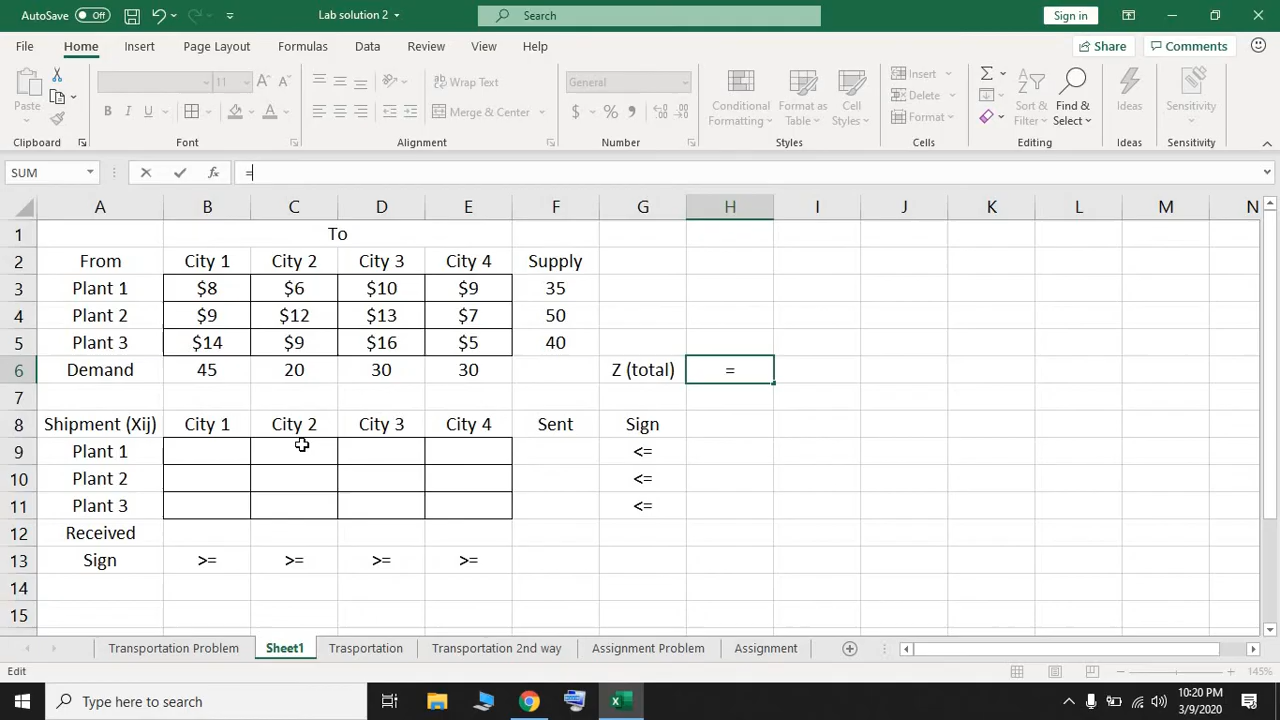 AutoSave Off Lab solution 2 Search Sign in
File Home Insert Page Layout Formulas Data Review View Help Share Comments
Paste
11
Wrap Text
Merge & Center
General
$ % ,
Conditional Formatting
Format as Table
Cell Styles
Insert
Delete
Format
Sort & Filter
Find & Select
Ideas
Sensitivity
Clipboard Font Alignment Number Styles Cells Editing Ideas Sensitivity
SUM fx =
A B C D E F G H I J K L M N
1 To
2 From City 1 City 2 City 3 City 4 Supply
3 Plant 1 $8 $6 $10 $9 35
4 Plant 2 $9 $12 $13 $7 50
5 Plant 3 $14 $9 $16 $5 40
6 Demand 45 20 30 30 Z (total) =
7
8 Shipment (Xij) City 1 City 2 City 3 City 4 Sent Sign
9 Plant 1 <=
10 Plant 2 <=
11 Plant 3 <=
12 Received
13 Sign >= >= >= >=
14
15
Transportation Problem Sheet1 Trasportation Transportation 2nd way Assignment Problem Assignment
Edit 145%
Type here to search 10:20 PM
3/9/2020